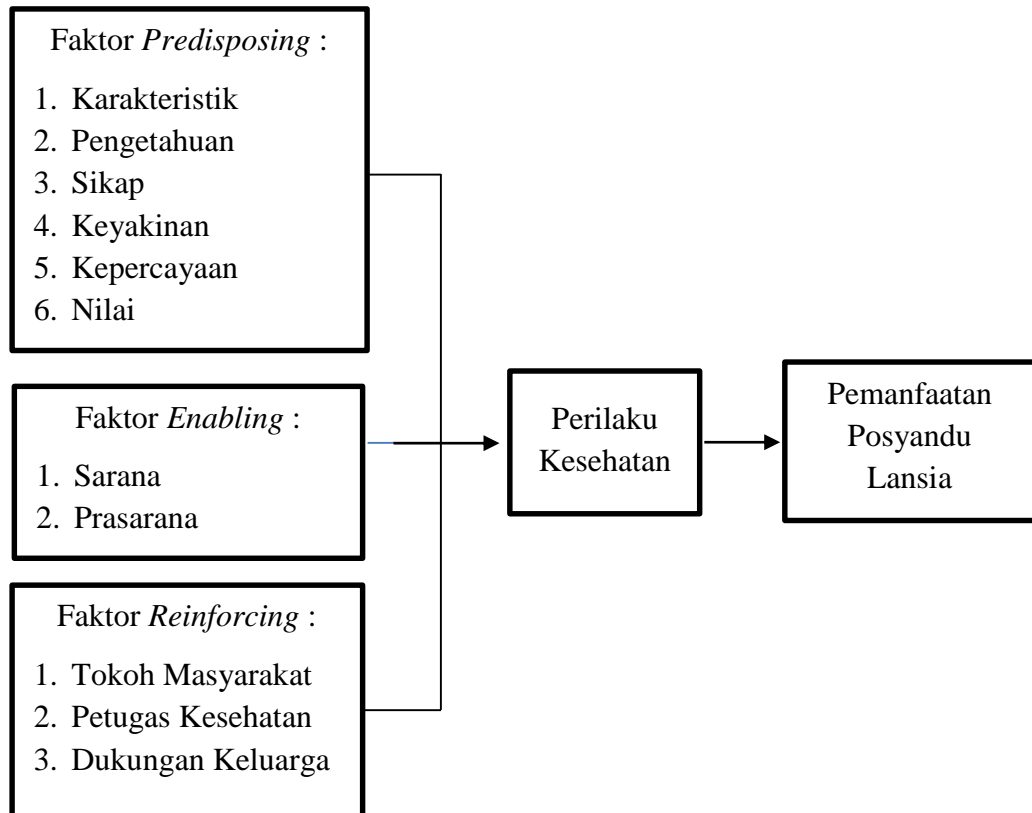 Faktor Predisposing :
1. Karakteristik
2. Pengetahuan
3. Sikap
4. Keyakinan
5. Kepercayaan
6. Nilai
Faktor Enabling :
1. Sarana
2. Prasarana
Faktor Reinforcing :
1. Tokoh Masyarakat
2. Petugas Kesehatan
3. Dukungan Keluarga
Perilaku
Kesehatan
Pemanfaatan
Posyandu
Lansia